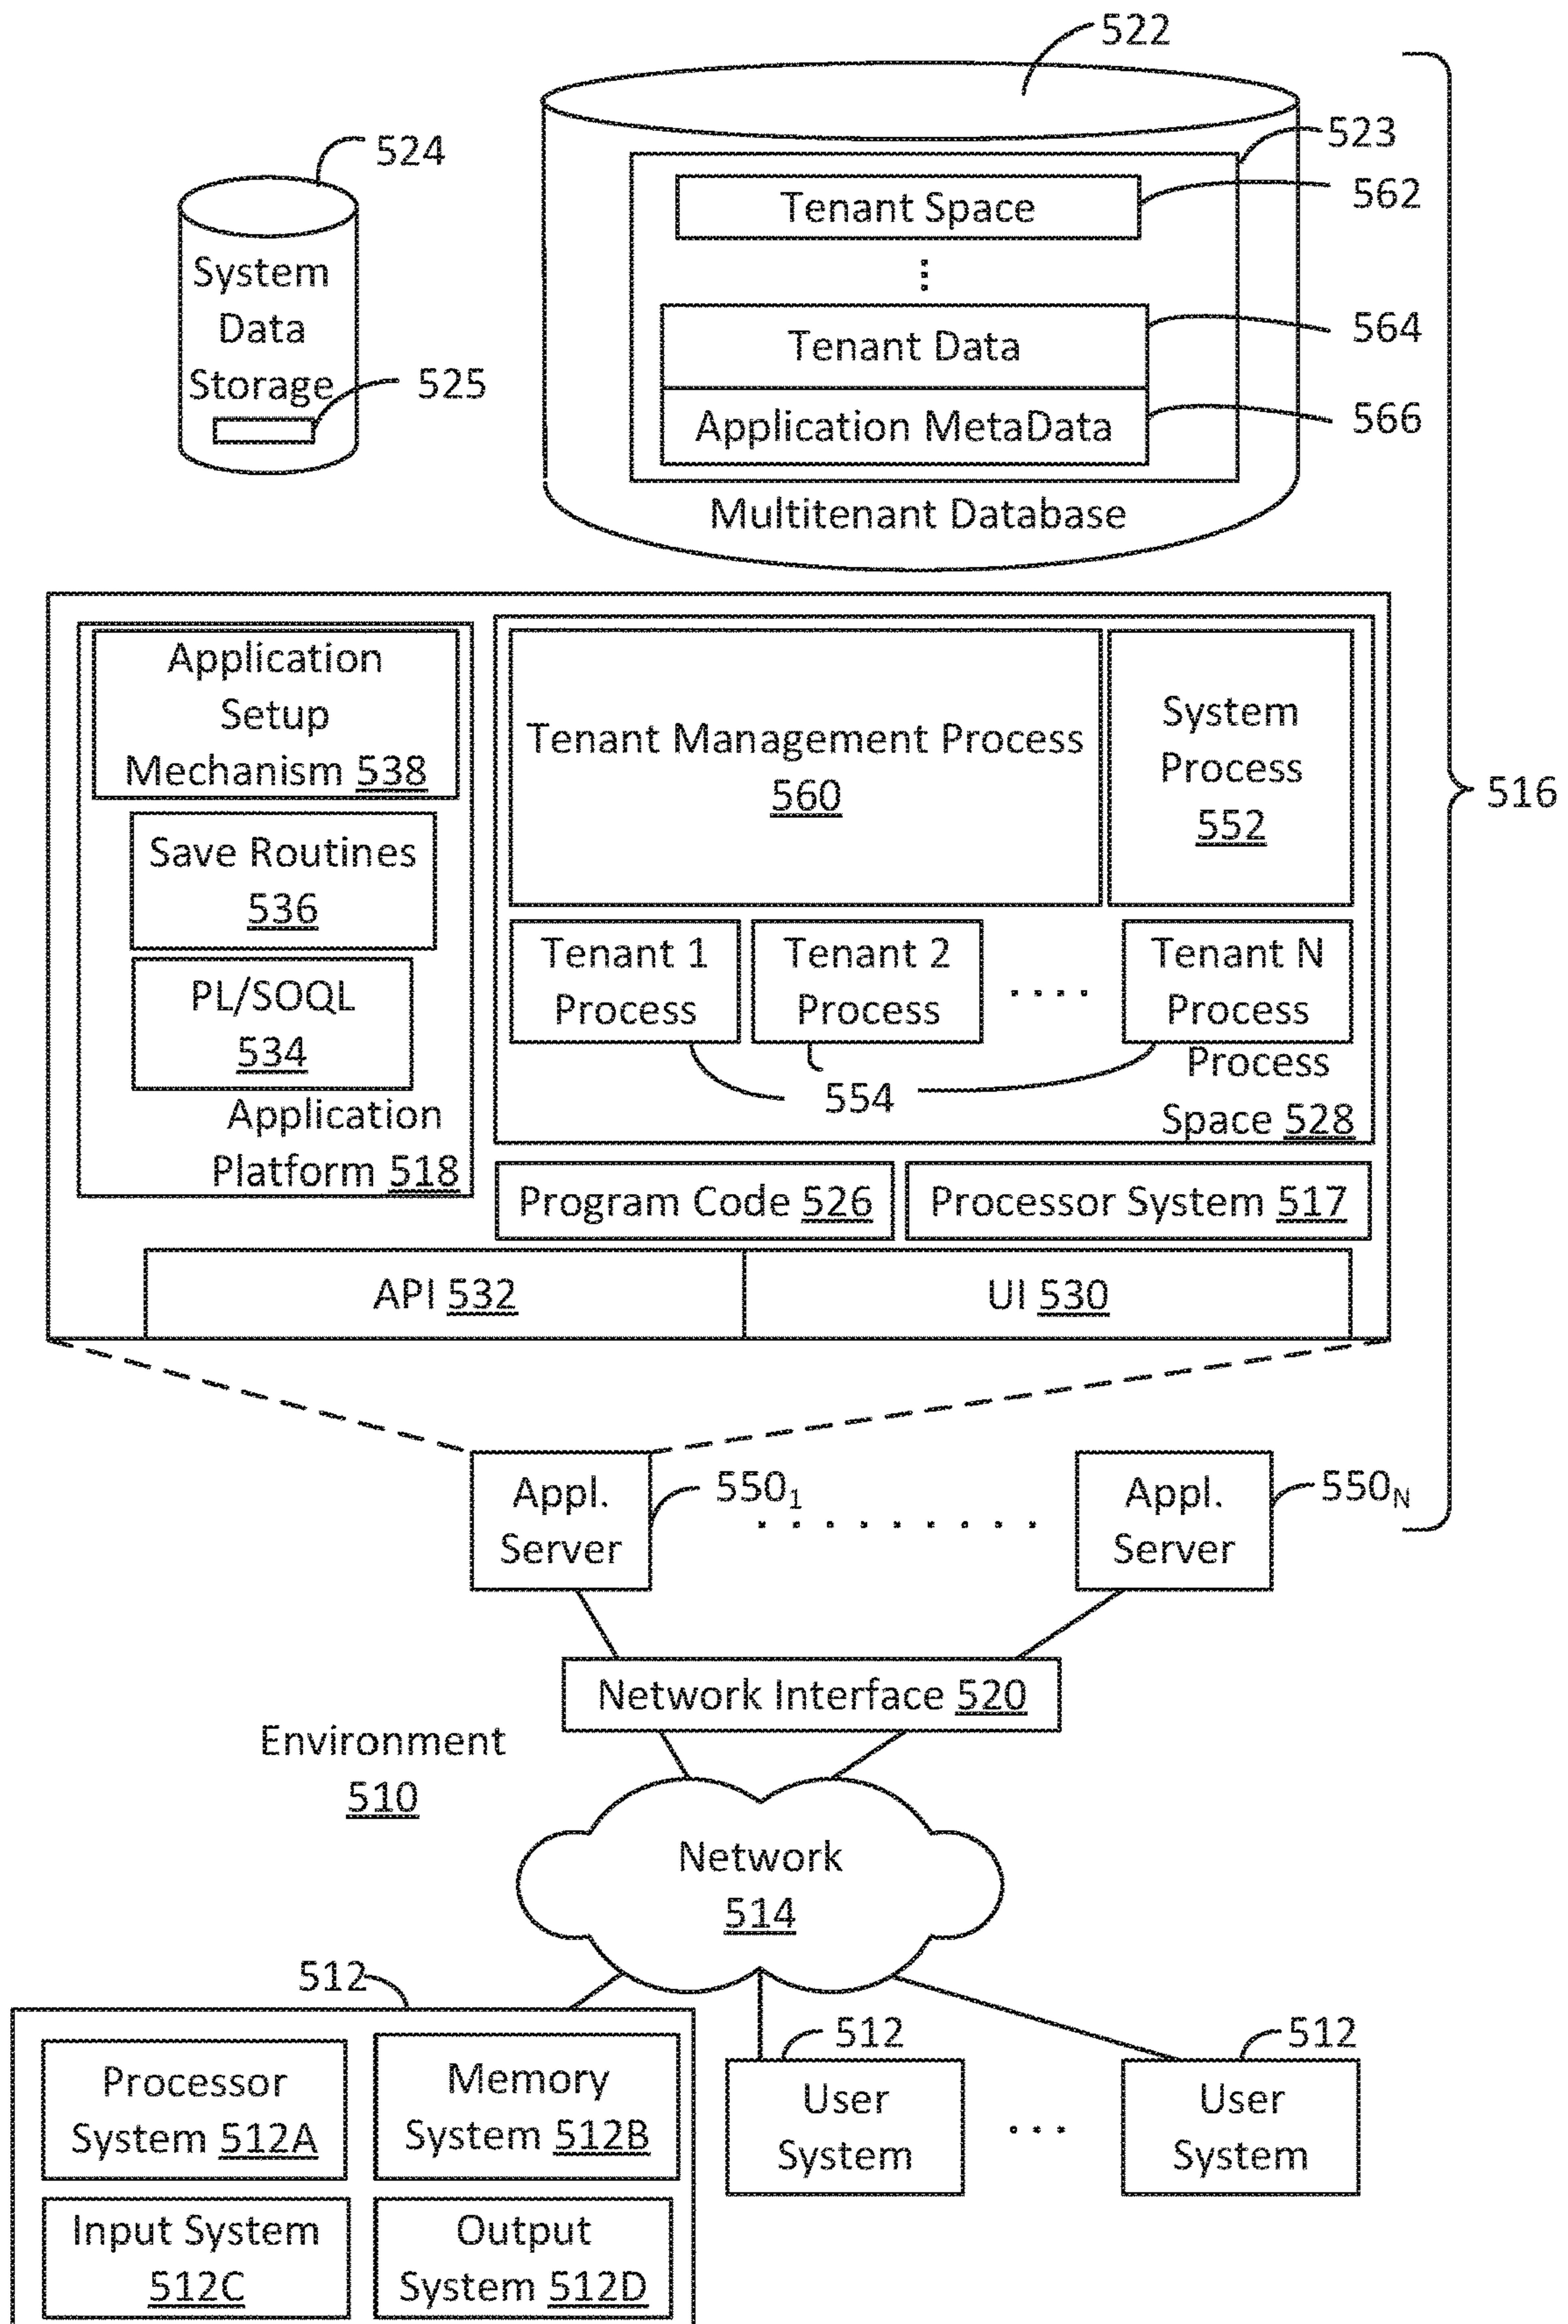 522
523
524
Tenant Space
562
System
Data
Storage
Tenant Data
564
525
Application MetaData
566
Multitenant Database
Application
Setup
Mechanism 538
Tenant Management Process
560
System
Process
552
516
Save Routines
536
Tenant 1
Process
Tenant 2
Process
....
Tenant N
Process
PL/SOQL
534
554
Process
Space 528
Application
Platform 518
Program Code 526
Processor System 517
API 532
UI 530
Appl.
Server
550₁
.........
Appl.
Server
550N
Network Interface 520
Environment
510
Network
514
512
512
512
Processor
System 512A
Memory
System 512B
User
System
...
User
System
Input System
512C
Output
System 512D